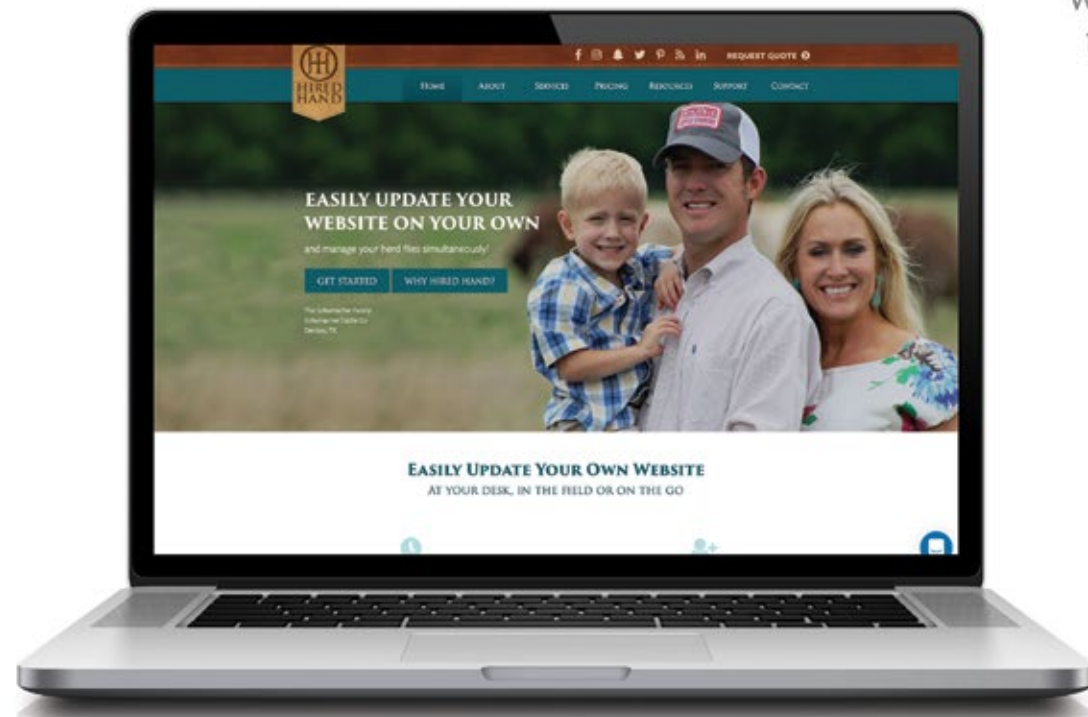 HH
HIRED
HAND
REQUEST QUOTE
HOME ABOUT SERVICES PRICING RESOURCES SUPPORT CONTACT
EASILY UPDATE YOUR
WEBSITE ON YOUR OWN
and manage your herd files simultaneously!
GET STARTED WHY HIRED HAND?
EASILY UPDATE YOUR OWN WEBSITE
AT YOUR DESK, IN THE FIELD OR ON THE GO